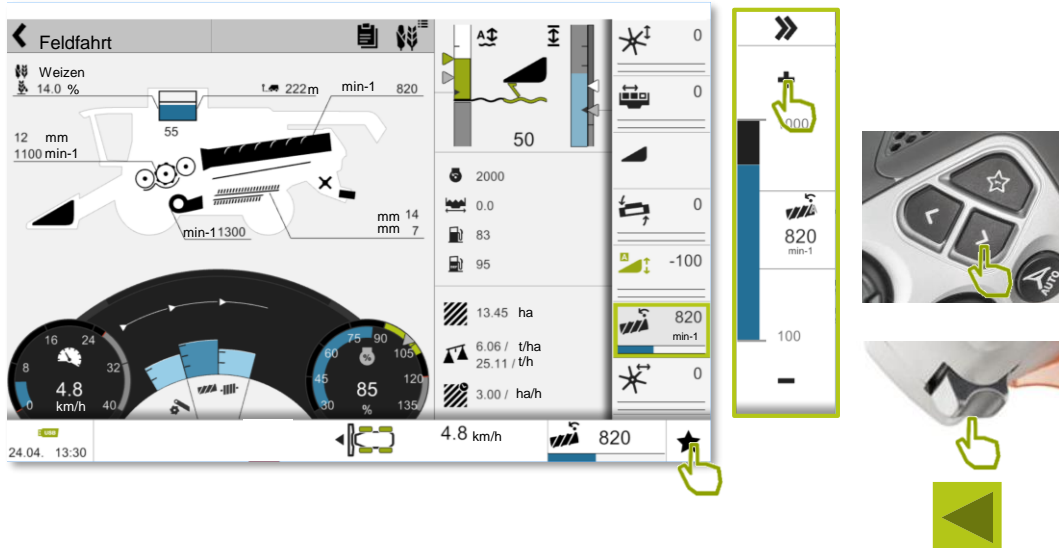 Feldfahrt
Weizen
14.0 %
222 m
min-1 820
55
12 mm
1100 min-1
mm 14
mm 7
min-1 1300
16 24
8 32
0 40
4.8
km/h
75 90
60 105
45 120
30 135
%
85
%
USB
24.04. 13:30
4.8 km/h
820
A
50
2000
0.0
83
95
13.45 ha
6.06 / t/ha
25.11 / t/h
3.00 / ha/h
0
0
0
A
-100
820
min-1
0
+
1000
820
min-1
100
-
AUTO